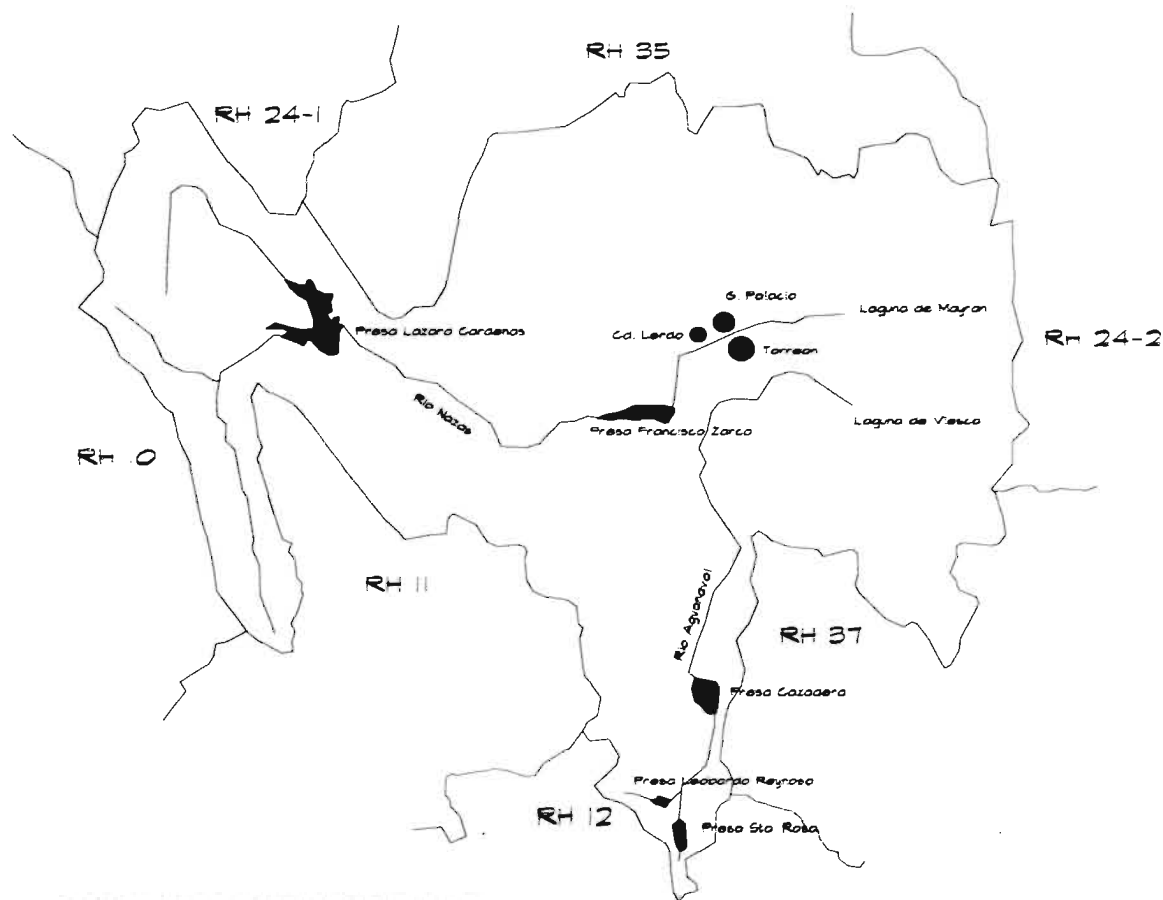 RH 35
RH 24-1
G. Palacio
Laguna de Mayran
Presa Lazaro Cardenas
Cd. Lerdo
RH 24-2
Torreon
Rio Nazas
Laguna de Viesca
Presa Francisco Zarco
RH 10
RH 11
Rio Aguanaval
RH 37
Presa Cazadero
Presa Leobardo Reynoso
RH 12
Presa Sta Rosa